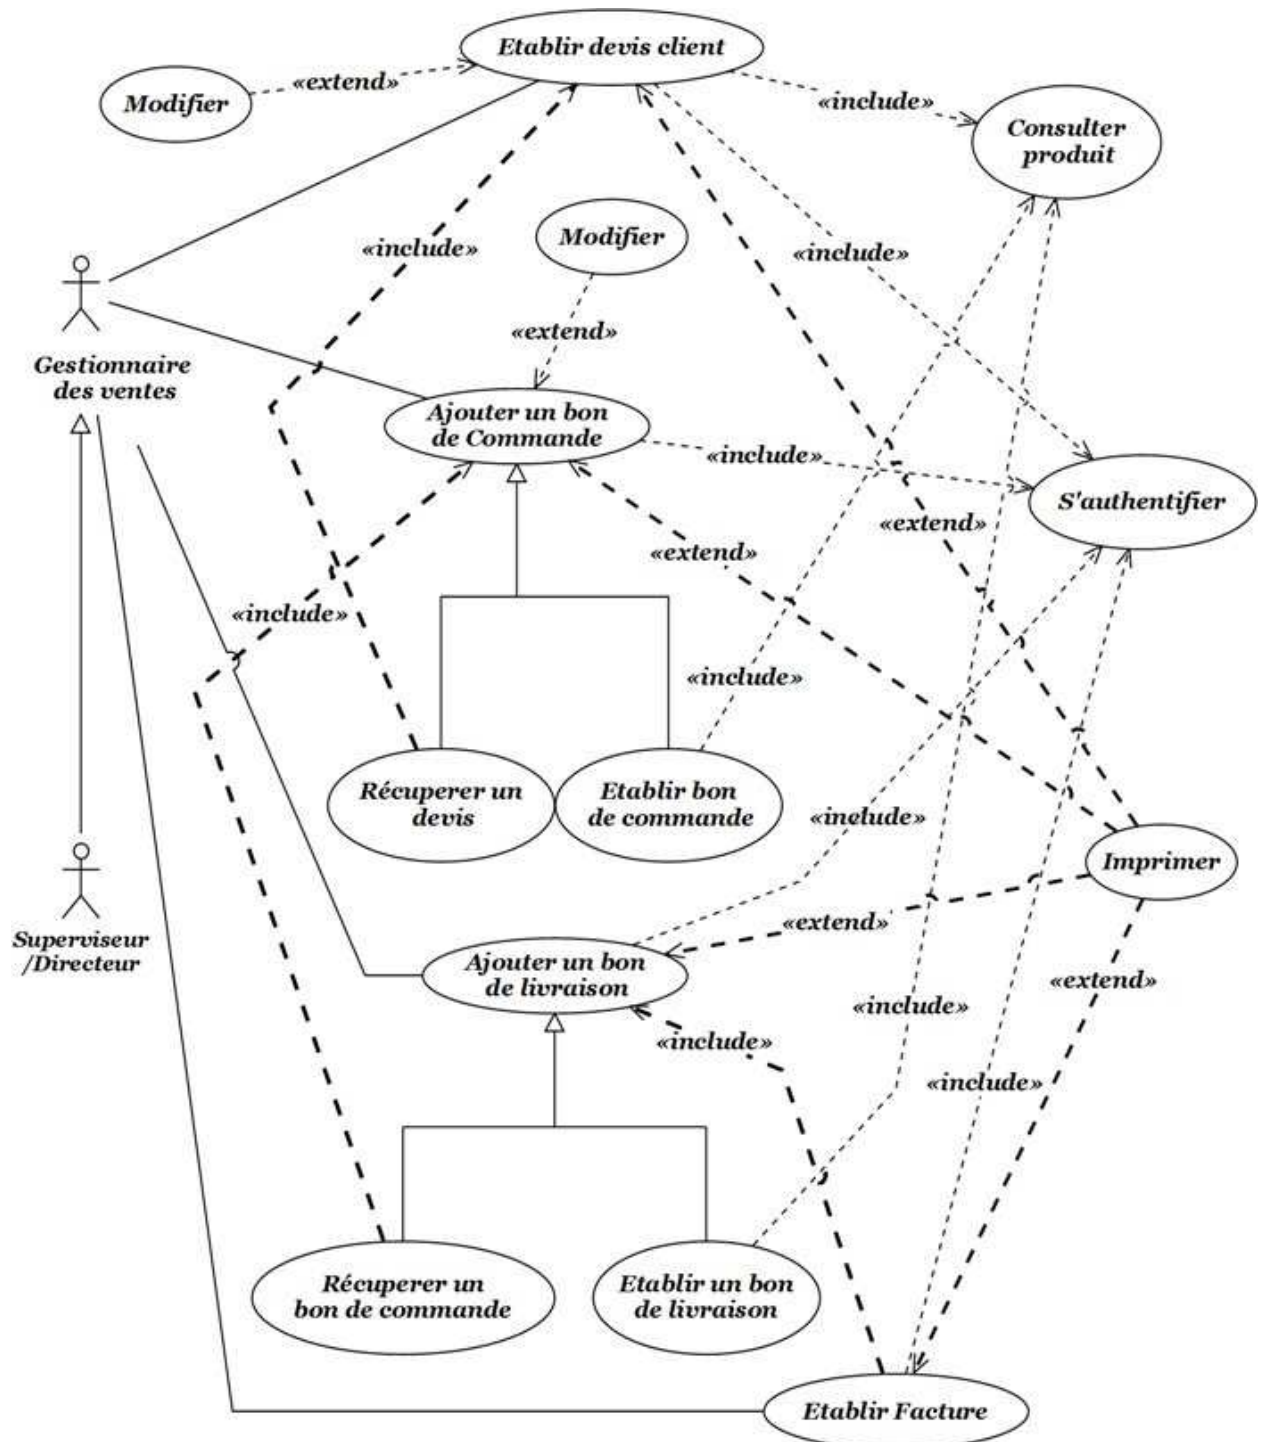 Etablir devis client
«extend»
Modifier
«include»
Consulter
produit
Modifier
«include»
«include»
«extend»
Gestionnaire
des ventes
Ajouter un bon
de Commande
«include»
S'authentifier
«extend»
«extend»
«include»
«include»
Récuperer un
devis
Etablir bon
de commande
«include»
Imprimer
«extend»
Superviseur
/Directeur
Ajouter un bon
de livraison
«extend»
«include»
«include»
«include»
Récuperer un
bon de commande
Etablir un bon
de livraison
Etablir Facture